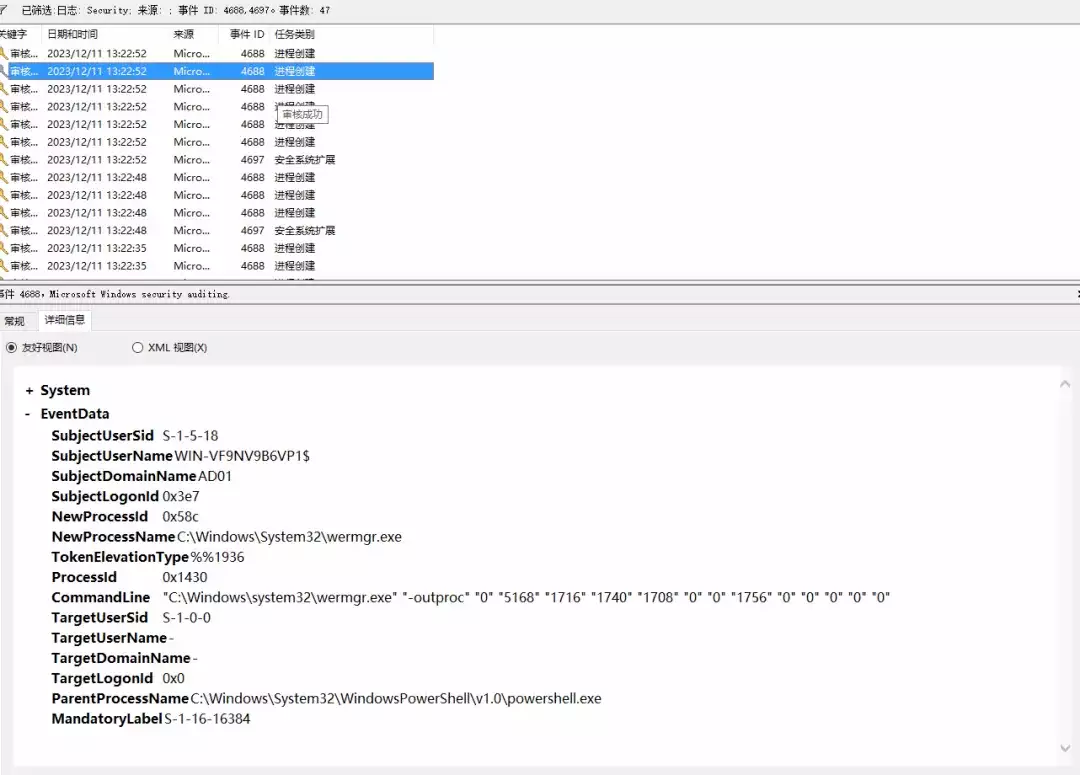 已筛选:日志: Security; 来源: ; 事件 ID: 4688,4697。事件数: 47
关键字 日期和时间 来源 事件 ID 任务类别
审核... 2023/12/11 13:22:52 Micro... 4688 进程创建
审核... 2023/12/11 13:22:52 Micro... 4688 进程创建
审核... 2023/12/11 13:22:52 Micro... 4688 进程创建
审核... 2023/12/11 13:22:52 Micro... 4688 进程创建
审核成功
审核... 2023/12/11 13:22:52 Micro... 4688 进程创建
审核... 2023/12/11 13:22:52 Micro... 4688 进程创建
审核... 2023/12/11 13:22:52 Micro... 4697 安全系统扩展
审核... 2023/12/11 13:22:48 Micro... 4688 进程创建
审核... 2023/12/11 13:22:48 Micro... 4688 进程创建
审核... 2023/12/11 13:22:48 Micro... 4688 进程创建
审核... 2023/12/11 13:22:48 Micro... 4697 安全系统扩展
审核... 2023/12/11 13:22:35 Micro... 4688 进程创建
审核... 2023/12/11 13:22:35 Micro... 4688 进程创建
事件 4688，Microsoft Windows security auditing.
常规 详细信息
友好视图(N) XML 视图(X)
+ System
- EventData
SubjectUserSid S-1-5-18
SubjectUserName WIN-VF9NV9B6VP1$
SubjectDomainName AD01
SubjectLogonId 0x3e7
NewProcessId 0x58c
NewProcessName C:\Windows\System32\wermgr.exe
TokenElevationType %%1936
ProcessId 0x1430
CommandLine "C:\Windows\system32\wermgr.exe" "-outproc" "0" "5168" "1716" "1740" "1708" "0" "0" "1756" "0" "0" "0" "0" "0"
TargetUserSid S-1-0-0
TargetUserName -
TargetDomainName -
TargetLogonId 0x0
ParentProcessName C:\Windows\System32\WindowsPowerShell\v1.0\powershell.exe
MandatoryLabel S-1-16-16384